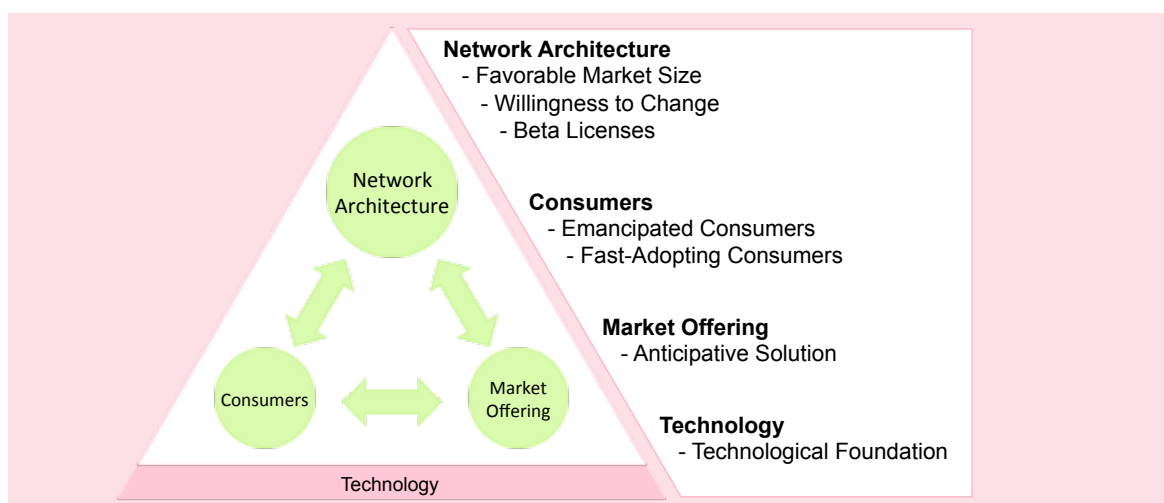 Network Architecture
- Favorable Market Size
- Willingness to Change
- Beta Licenses
Consumers
- Emancipated Consumers
- Fast-Adopting Consumers
Market Offering
- Anticipative Solution
Technology
- Technological Foundation
Network
Architecture
Consumers
Market
Offering
Technology